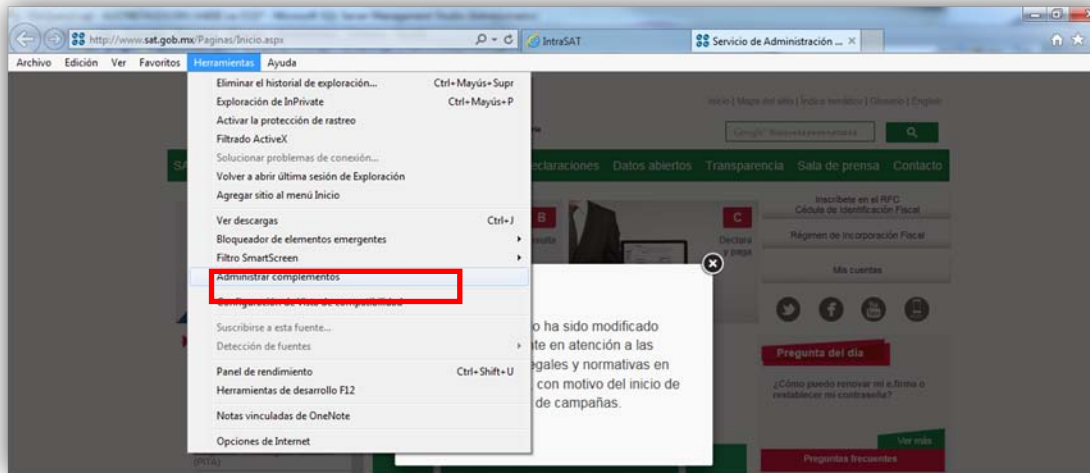 http://www.sat.gob.mx/Paginas/Inicio.aspx
IntraSAT
Servicio de Administración ...
Archivo Edición Ver Favoritos Herramientas Ayuda
Eliminar el historial de exploración... Ctrl+Mayús+Supr
Exploración de InPrivate Ctrl+Mayús+P
Activar la protección de rastreo
Filtrado ActiveX
Solucionar problemas de conexión...
Volver a abrir última sesión de Exploración
Agregar sitio al menú Inicio
Ver descargas Ctrl+J
Bloqueador de elementos emergentes
Filtro SmartScreen
Administrar complementos
Configuración de Vista de compatibilidad
Suscribirse a esta fuente...
Detección de fuentes
Panel de rendimiento Ctrl+Shift+U
Herramientas de desarrollo F12
Notas vinculadas de OneNote
Opciones de Internet
Inicio | Mapa del sitio | Índice temático | Glosario | English
eclaraciones Datos abiertos Transparencia Sala de prensa Contacto
B
C
Declara
y paga
Inscríbete en el RFC
Cédula de Identificación Fiscal
Régimen de Incorporación Fiscal
Mis cuentas
o ha sido modificado
te en atención a las
egales y normativas en
con motivo del inicio de
de campañas.
Pregunta del día
¿Cómo puedo renovar mi e.firma o
restablecer mi contraseña?
Ver más
Preguntas frecuentes
(PITA)